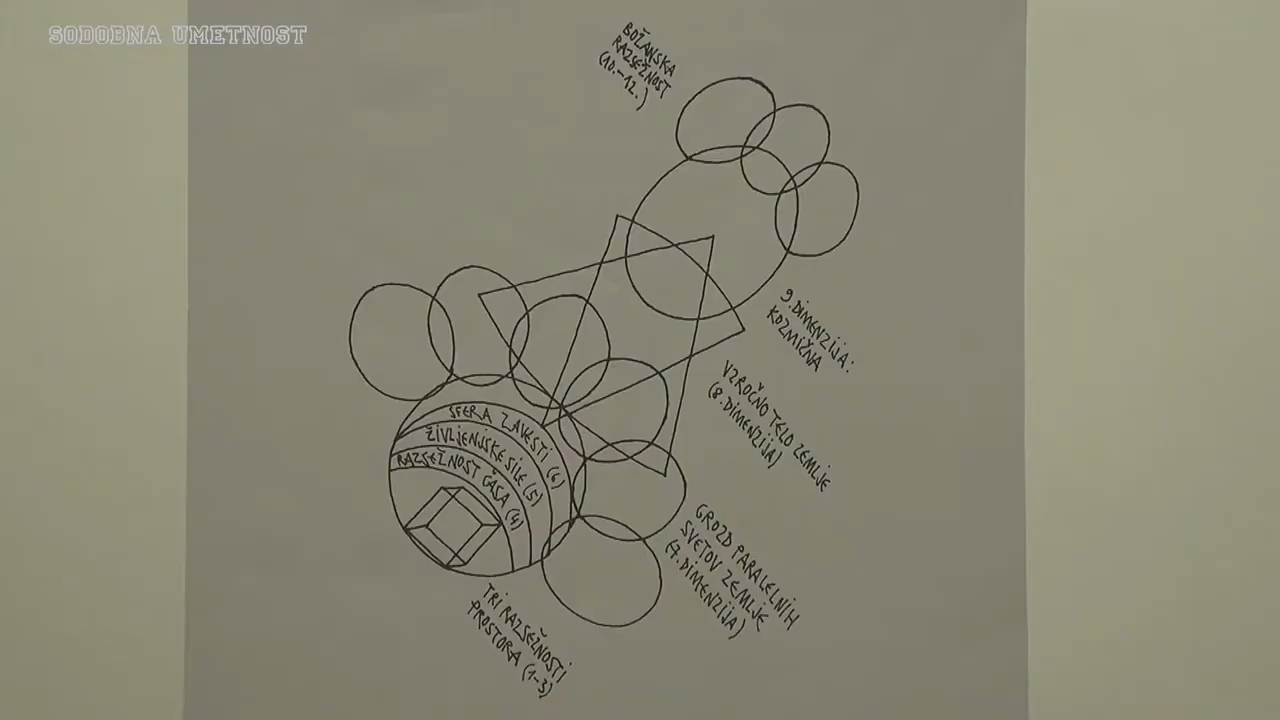 SODOBNA UMETNOST
BOŽANSKA
RAZSEŽNOST
(10.-12.)
9. DIMENZIJA:
KOZMIČNA
VZROČNO TELO ZEMLJE
(8. DIMENZIJA)
SFERA ZAVESTI (6)
ŽIVLJENJSKE SILE (5)
RAZSEŽNOST ČASA (4)
GROZD PARALELNIH
SVETOV ZEMLJE
(7. DIMENZIJA)
TRI RAZSEŽNOSTI
PROSTORA (1-3)